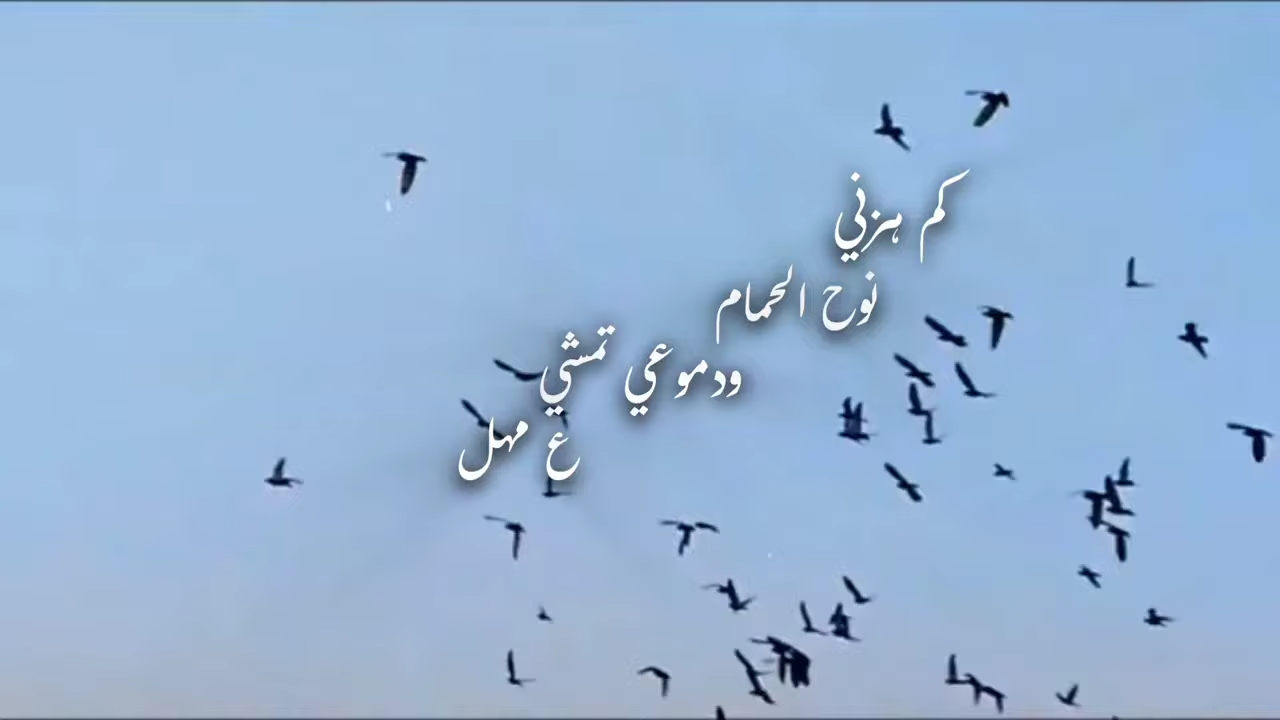 كم هزني
نوح الحمام
ودموعي تمشي
ع مهل